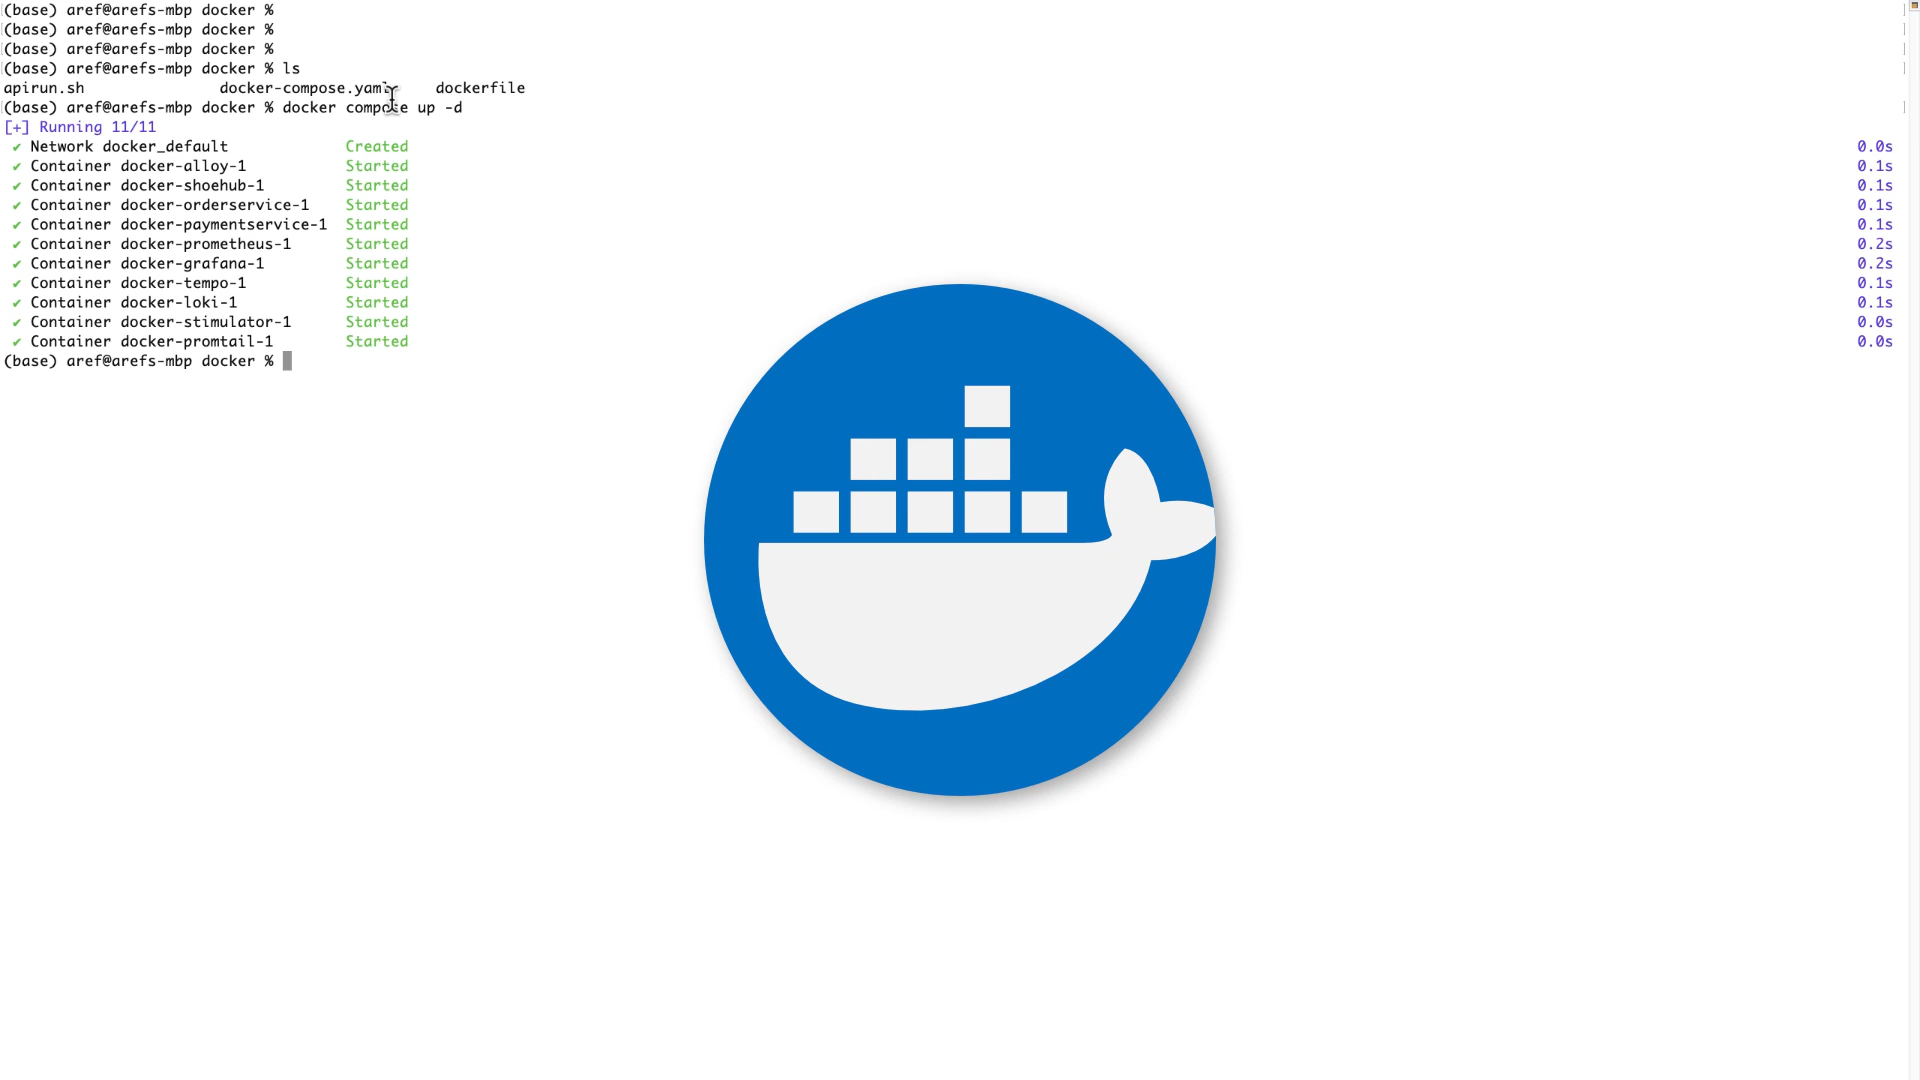 (base) aref@arefs-mbp docker %
(base) aref@arefs-mbp docker %
(base) aref@arefs-mbp docker %
(base) aref@arefs-mbp docker % ls
apirun.sh docker-compose.yaml dockerfile
(base) aref@arefs-mbp docker % docker compose up -d
[+] Running 11/11
✔ Network docker_default Created 0.0s
✔ Container docker-alloy-1 Started 0.1s
✔ Container docker-shoehub-1 Started 0.1s
✔ Container docker-orderservice-1 Started 0.1s
✔ Container docker-paymentservice-1 Started 0.1s
✔ Container docker-prometheus-1 Started 0.2s
✔ Container docker-grafana-1 Started 0.2s
✔ Container docker-tempo-1 Started 0.1s
✔ Container docker-loki-1 Started 0.1s
✔ Container docker-stimulator-1 Started 0.0s
✔ Container docker-promtail-1 Started 0.0s
(base) aref@arefs-mbp docker %